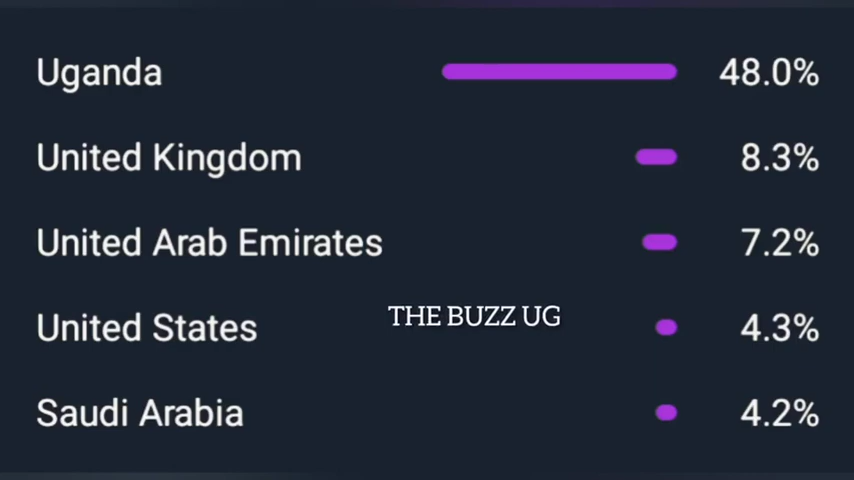 Uganda 48.0%
United Kingdom 8.3%
United Arab Emirates 7.2%
THE BUZZ UG
United States 4.3%
Saudi Arabia 4.2%